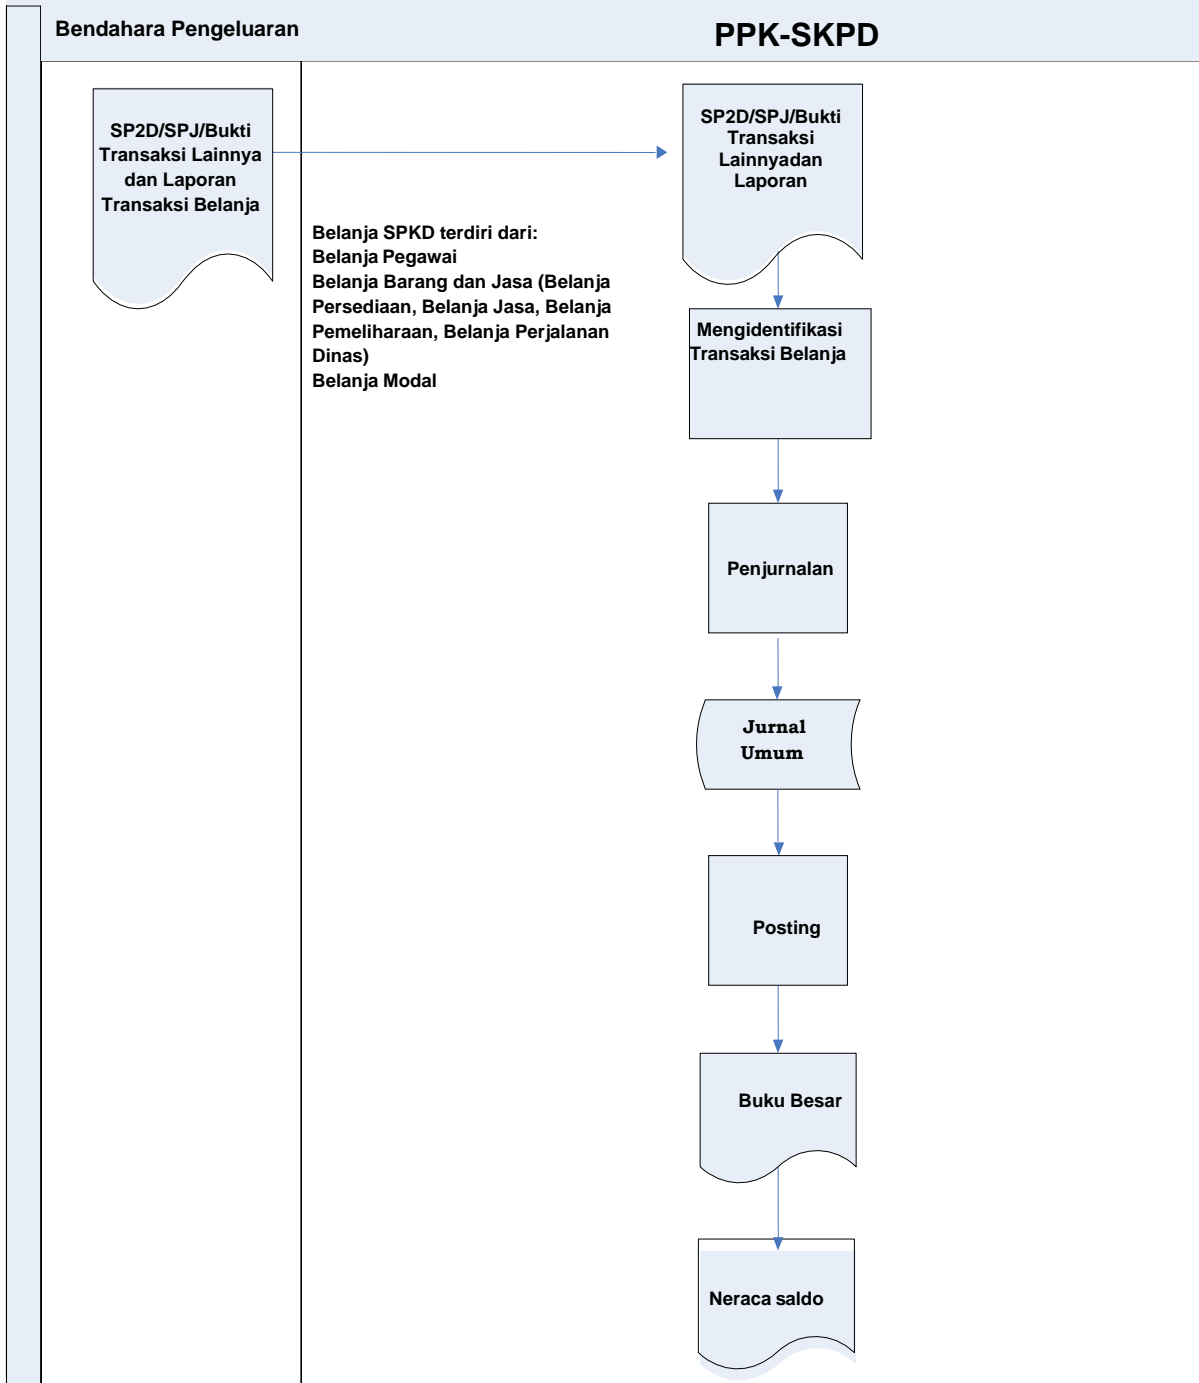 Bendahara Pengeluaran
PPK-SKPD
SP2D/SPJ/Bukti
Transaksi Lainnya
dan Laporan
Transaksi Belanja
SP2D/SPJ/Bukti
Transaksi
Lainnyadan
Laporan
Belanja SPKD terdiri dari:
Belanja Pegawai
Belanja Barang dan Jasa (Belanja
Persediaan, Belanja Jasa, Belanja
Pemeliharaan, Belanja Perjalanan
Dinas)
Belanja Modal
Mengidentifikasi
Transaksi Belanja
Penjurnalan
Jurnal
Umum
Posting
Buku Besar
Neraca saldo